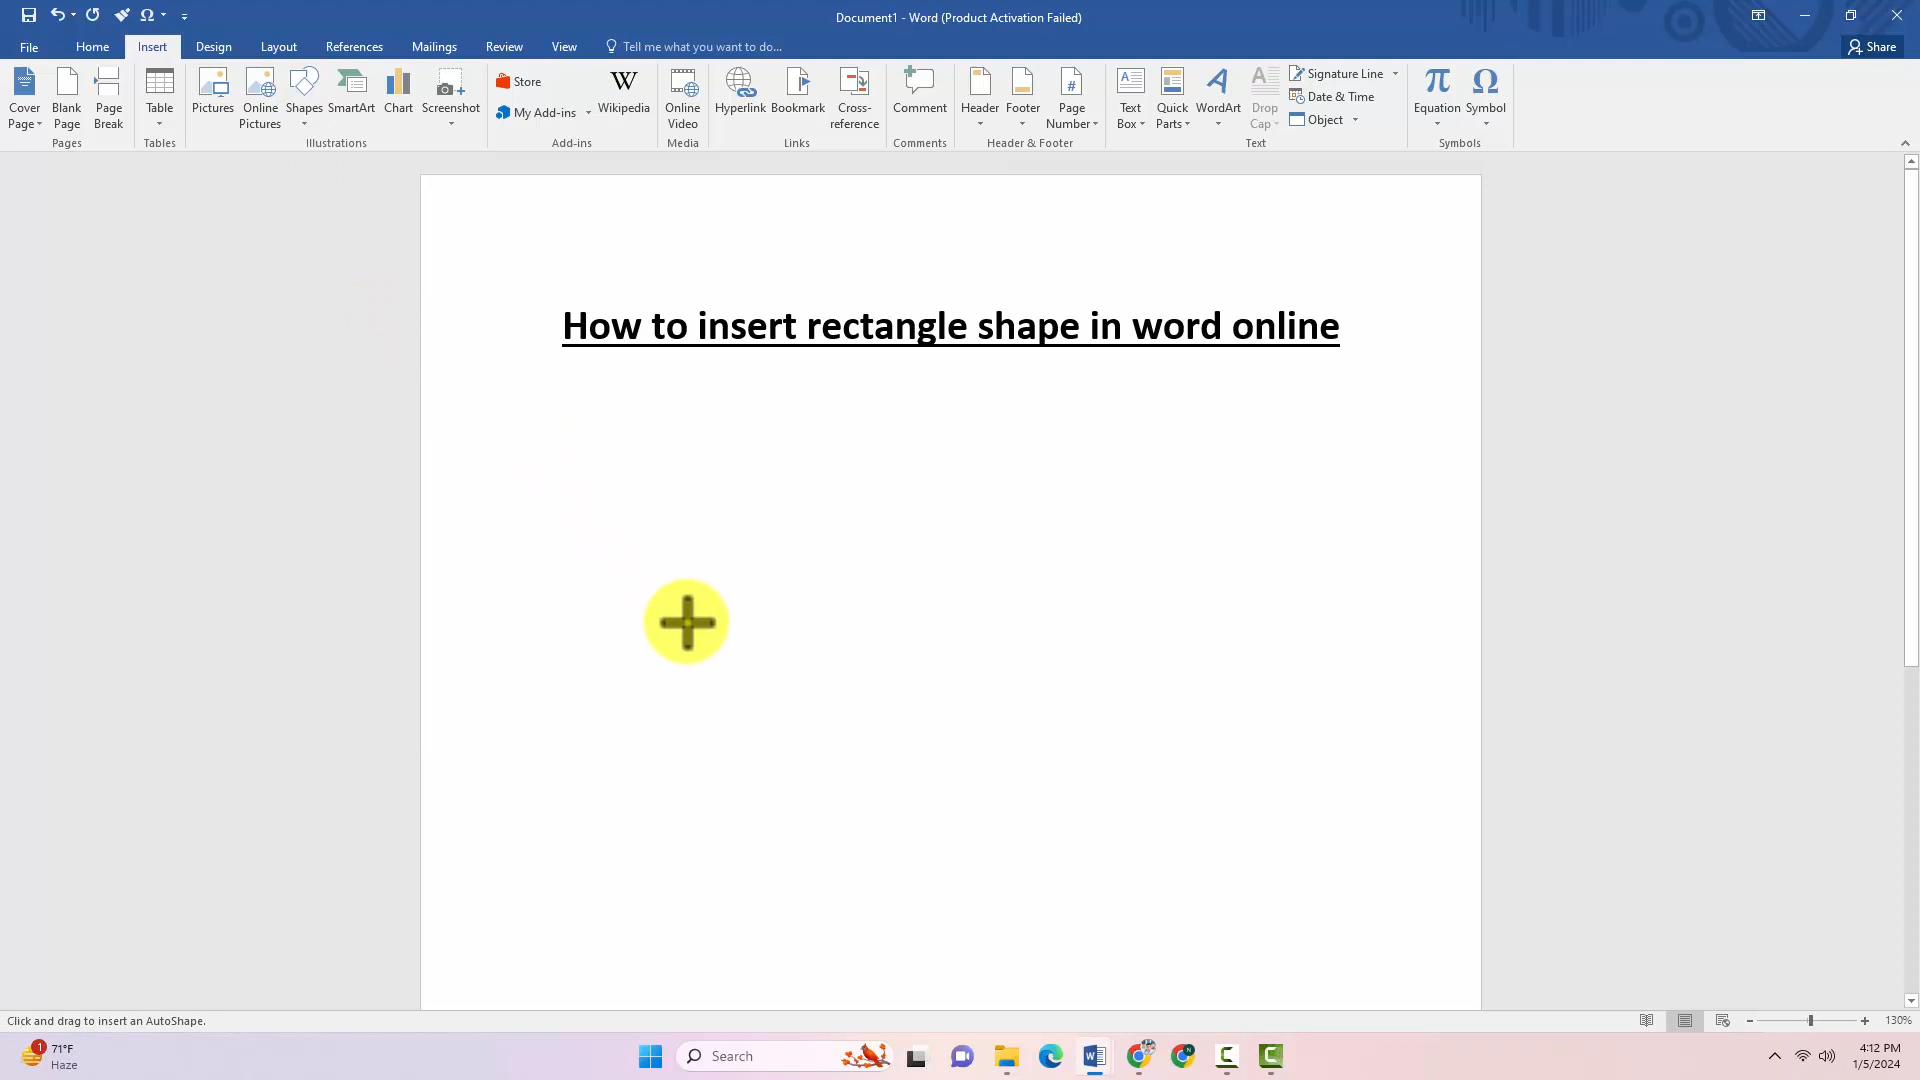 Document1 - Word (Product Activation Failed)
File Home Insert Design Layout References Mailings Review View Tell me what you want to do... Share
Cover Page
Blank Page
Page Break
Pages
Table
Tables
Pictures
Online Pictures
Shapes
SmartArt
Chart
Screenshot
Illustrations
Store
My Add-ins
W
Wikipedia
Add-ins
Online Video
Media
Hyperlink
Bookmark
Cross-reference
Links
Comment
Comments
Header
Footer
#
Page Number
Header & Footer
A
Text Box
Quick Parts
A
WordArt
A
Drop Cap
Signature Line
Date & Time
Object
Text
π
Equation
Ω
Symbol
Symbols
How to insert rectangle shape in word online
Click and drag to insert an AutoShape.
130%
1
71°F
Haze
Search
4:12 PM
1/5/2024